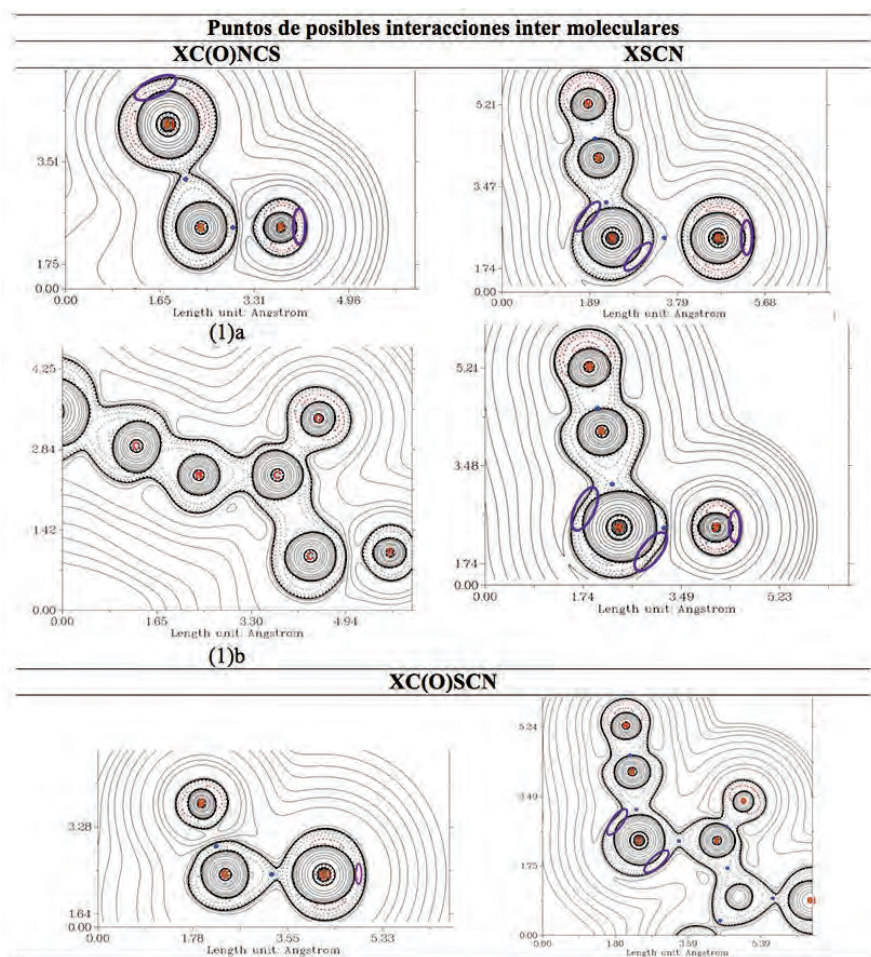 Puntos de posibles interacciones inter moleculares
XC(O)NCS XSCN
3.51
1.75
0.00
0.00 1.65 3.31 4.96
Length unit: Angstrom
(1)a
5.21
3.47
1.74
0.00
0.00 1.89 3.79 5.68
Length unit: Angstrom
4.25
2.84
1.42
0.00
0.00 1.65 3.30 4.94
Length unit: Angstrom
(1)b
5.21
3.48
1.74
0.00
0.00 1.74 3.49 5.23
Length unit: Angstrom
XC(O)SCN
3.28
1.64
0.00
0.00 1.78 3.55 5.33
Length unit: Angstrom
5.24
3.49
1.75
0.00
0.00 1.80 3.59 5.39
Length unit: Angstrom